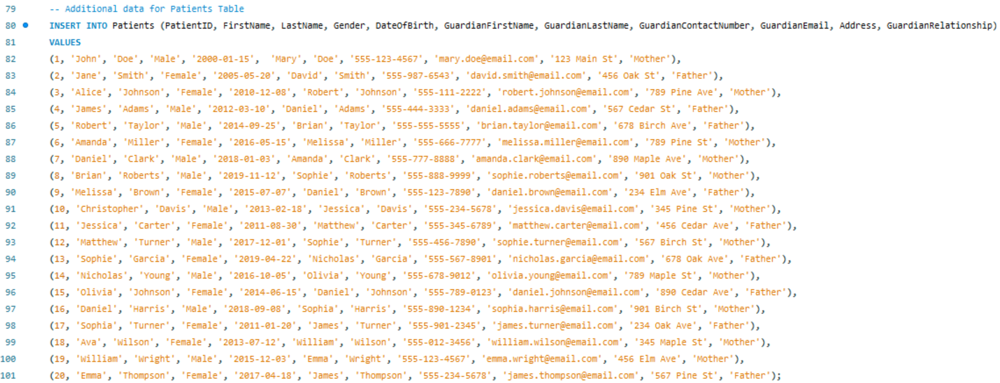 79 -- Additional data for Patients Table
80 INSERT INTO Patients (PatientID, FirstName, LastName, Gender, DateOfBirth, GuardianFirstName, GuardianLastName, GuardianContactNumber, GuardianEmail, Address, GuardianRelationship)
81 VALUES
82 (1, 'John', 'Doe', 'Male', '2000-01-15',  'Mary', 'Doe', '555-123-4567', 'mary.doe@email.com', '123 Main St', 'Mother'),
83 (2, 'Jane', 'Smith', 'Female', '2005-05-20', 'David', 'Smith', '555-987-6543', 'david.smith@email.com', '456 Oak St', 'Father'),
84 (3, 'Alice', 'Johnson', 'Female', '2010-12-08', 'Robert', 'Johnson', '555-111-2222', 'robert.johnson@email.com', '789 Pine Ave', 'Mother'),
85 (4, 'James', 'Adams', 'Male', '2012-03-10', 'Daniel', 'Adams', '555-444-3333', 'daniel.adams@email.com', '567 Cedar St', 'Father'),
86 (5, 'Robert', 'Taylor', 'Male', '2014-09-25', 'Brian', 'Taylor', '555-555-5555', 'brian.taylor@email.com', '678 Birch Ave', 'Father'),
87 (6, 'Amanda', 'Miller', 'Female', '2016-05-15', 'Melissa', 'Miller', '555-666-7777', 'melissa.miller@email.com', '789 Pine St', 'Mother'),
88 (7, 'Daniel', 'Clark', 'Male', '2018-01-03', 'Amanda', 'Clark', '555-777-8888', 'amanda.clark@email.com', '890 Maple Ave', 'Mother'),
89 (8, 'Brian', 'Roberts', 'Male', '2019-11-12', 'Sophie', 'Roberts', '555-888-9999', 'sophie.roberts@email.com', '901 Oak St', 'Mother'),
90 (9, 'Melissa', 'Brown', 'Female', '2015-07-07', 'Daniel', 'Brown', '555-123-7890', 'daniel.brown@email.com', '234 Elm Ave', 'Father'),
91 (10, 'Christopher', 'Davis', 'Male', '2013-02-18', 'Jessica', 'Davis', '555-234-5678', 'jessica.davis@email.com', '345 Pine St', 'Mother'),
92 (11, 'Jessica', 'Carter', 'Female', '2011-08-30', 'Matthew', 'Carter', '555-345-6789', 'matthew.carter@email.com', '456 Cedar Ave', 'Father'),
93 (12, 'Matthew', 'Turner', 'Male', '2017-12-01', 'Sophie', 'Turner', '555-456-7890', 'sophie.turner@email.com', '567 Birch St', 'Mother'),
94 (13, 'Sophie', 'Garcia', 'Female', '2019-04-22', 'Nicholas', 'Garcia', '555-567-8901', 'nicholas.garcia@email.com', '678 Oak Ave', 'Father'),
95 (14, 'Nicholas', 'Young', 'Male', '2016-10-05', 'Olivia', 'Young', '555-678-9012', 'olivia.young@email.com', '789 Maple St', 'Mother'),
96 (15, 'Olivia', 'Johnson', 'Female', '2014-06-15', 'Daniel', 'Johnson', '555-789-0123', 'daniel.johnson@email.com', '890 Cedar Ave', 'Father'),
97 (16, 'Daniel', 'Harris', 'Male', '2018-09-08', 'Sophia', 'Harris', '555-890-1234', 'sophia.harris@email.com', '901 Birch St', 'Mother'),
98 (17, 'Sophia', 'Turner', 'Female', '2011-01-20', 'James', 'Turner', '555-901-2345', 'james.turner@email.com', '234 Oak Ave', 'Father'),
99 (18, 'Ava', 'Wilson', 'Female', '2013-07-12', 'William', 'Wilson', '555-012-3456', 'william.wilson@email.com', '345 Maple St', 'Mother'),
100 (19, 'William', 'Wright', 'Male', '2015-12-03', 'Emma', 'Wright', '555-123-4567', 'emma.wright@email.com', '456 Elm Ave', 'Mother'),
101 (20, 'Emma', 'Thompson', 'Female', '2017-04-18', 'James', 'Thompson', '555-234-5678', 'james.thompson@email.com', '567 Pine St', 'Father');